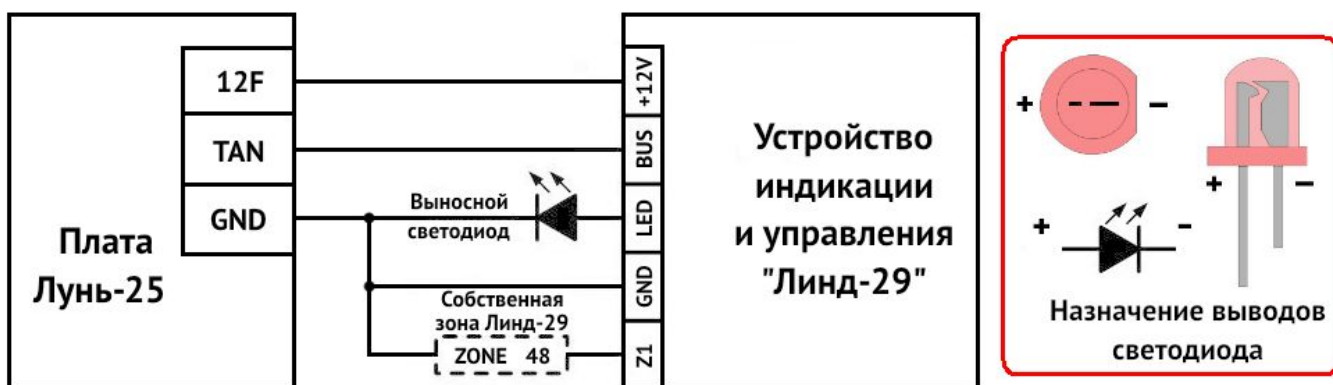 12F
TAN
GND
Плата
Лунь-25
Выносной
светодиод
Собственная
зона Линд-29
ZONE 48
+12V
BUS
LED
GND
Z1
Устройство
индикации
и управления
"Линд-29"
+ -
+ -
+ -
Назначение выводов
светодиода